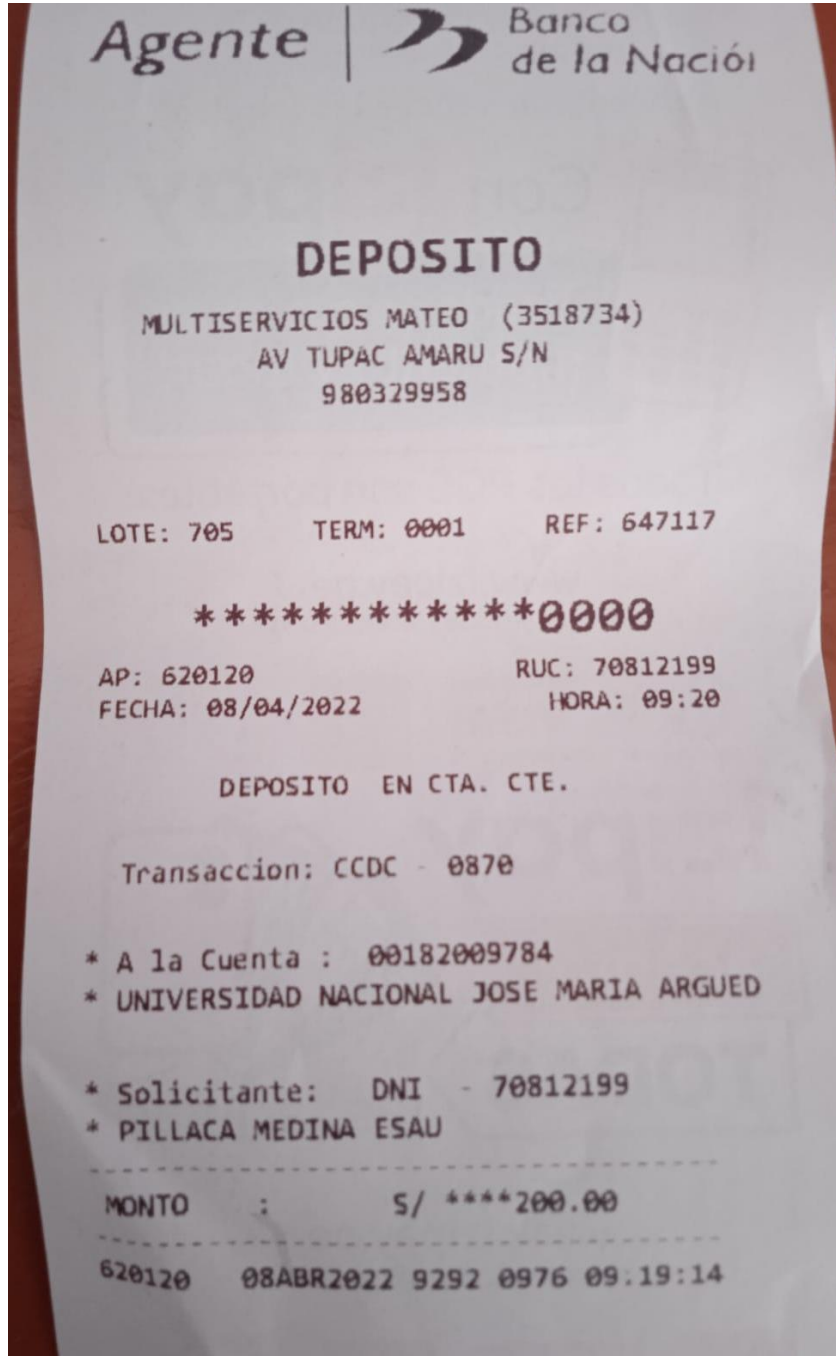 Agente | Banco
de la Nació
DEPOSITO
MULTISERVICIOS MATEO (3518734)
AV TUPAC AMARU S/N
980329958
LOTE: 705 TERM: 0001 REF: 647117
************0000
AP: 620120 RUC: 70812199
FECHA: 08/04/2022 HORA: 09:20
DEPOSITO EN CTA. CTE.
Transaccion: CCDC - 0870
* A la Cuenta : 00182009784
* UNIVERSIDAD NACIONAL JOSE MARIA ARGUED
* Solicitante: DNI - 70812199
* PILLACA MEDINA ESAU
MONTO : S/ ****200.00
620120 08ABR2022 9292 0976 09:19:14